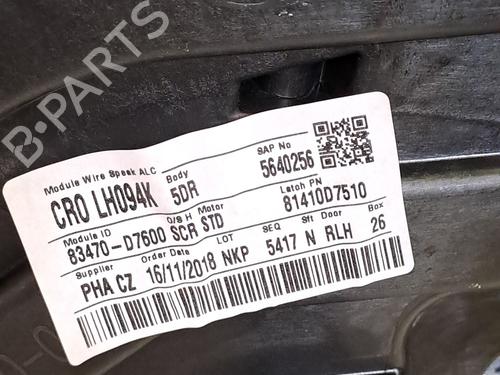 B-PARTS
Module Wire Speak ALC Body SAP No
CRO LH094K 5DR 5640256
Module ID O/S H Motor Latch PN
83470-D7600 SCR STD 81410D7510
Supplier Order Date LOT SEQ Sft Door Box
PHA CZ 16/11/2018 NKP 5417 N RLH 26